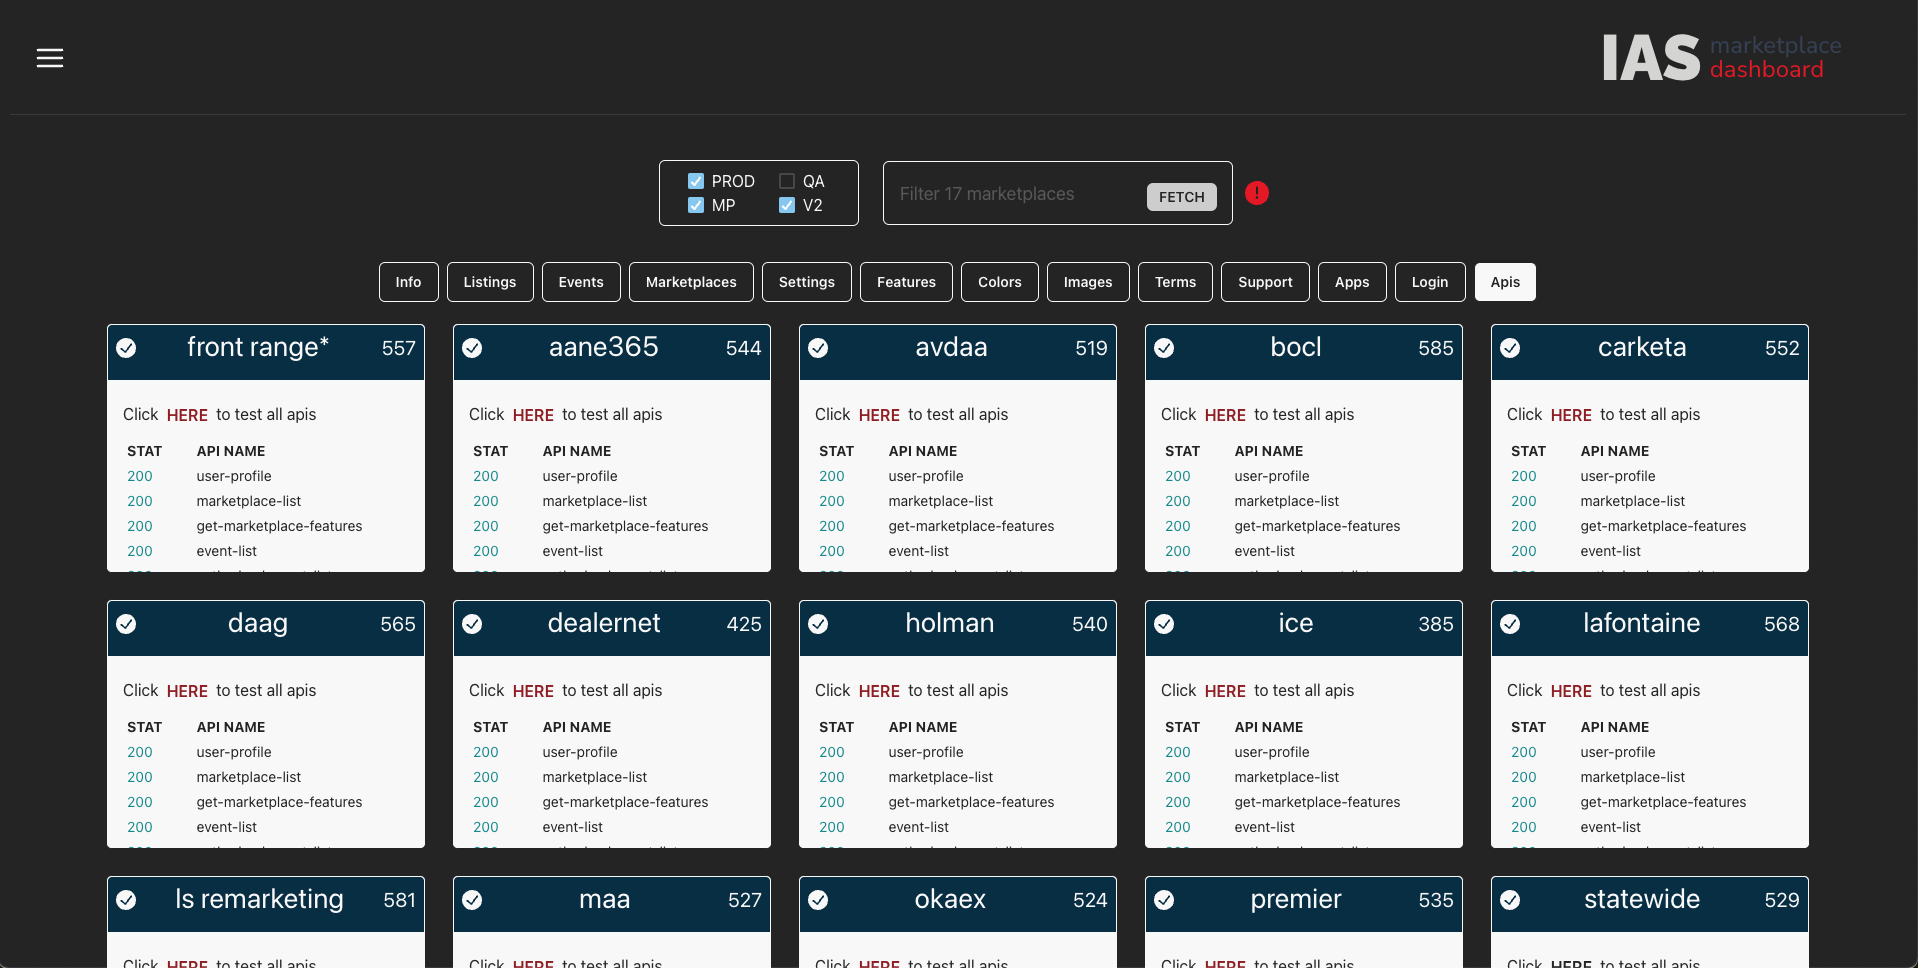 IAS marketplace
dashboard
PROD QA
MP V2
Filter 17 marketplaces FETCH
Info Listings Events Marketplaces Settings Features Colors Images Terms Support Apps Login Apis
front range* 557
Click HERE to test all apis
STAT API NAME
200 user-profile
200 marketplace-list
200 get-marketplace-features
200 event-list
aane365 544
Click HERE to test all apis
STAT API NAME
200 user-profile
200 marketplace-list
200 get-marketplace-features
200 event-list
avdaa 519
Click HERE to test all apis
STAT API NAME
200 user-profile
200 marketplace-list
200 get-marketplace-features
200 event-list
bocl 585
Click HERE to test all apis
STAT API NAME
200 user-profile
200 marketplace-list
200 get-marketplace-features
200 event-list
carketa 552
Click HERE to test all apis
STAT API NAME
200 user-profile
200 marketplace-list
200 get-marketplace-features
200 event-list
daag 565
Click HERE to test all apis
STAT API NAME
200 user-profile
200 marketplace-list
200 get-marketplace-features
200 event-list
dealernet 425
Click HERE to test all apis
STAT API NAME
200 user-profile
200 marketplace-list
200 get-marketplace-features
200 event-list
holman 540
Click HERE to test all apis
STAT API NAME
200 user-profile
200 marketplace-list
200 get-marketplace-features
200 event-list
ice 385
Click HERE to test all apis
STAT API NAME
200 user-profile
200 marketplace-list
200 get-marketplace-features
200 event-list
lafontaine 568
Click HERE to test all apis
STAT API NAME
200 user-profile
200 marketplace-list
200 get-marketplace-features
200 event-list
ls remarketing 581
Click HERE to test all apis
maa 527
Click HERE to test all apis
okaex 524
Click HERE to test all apis
premier 535
Click HERE to test all apis
statewide 529
Click HERE to test all apis